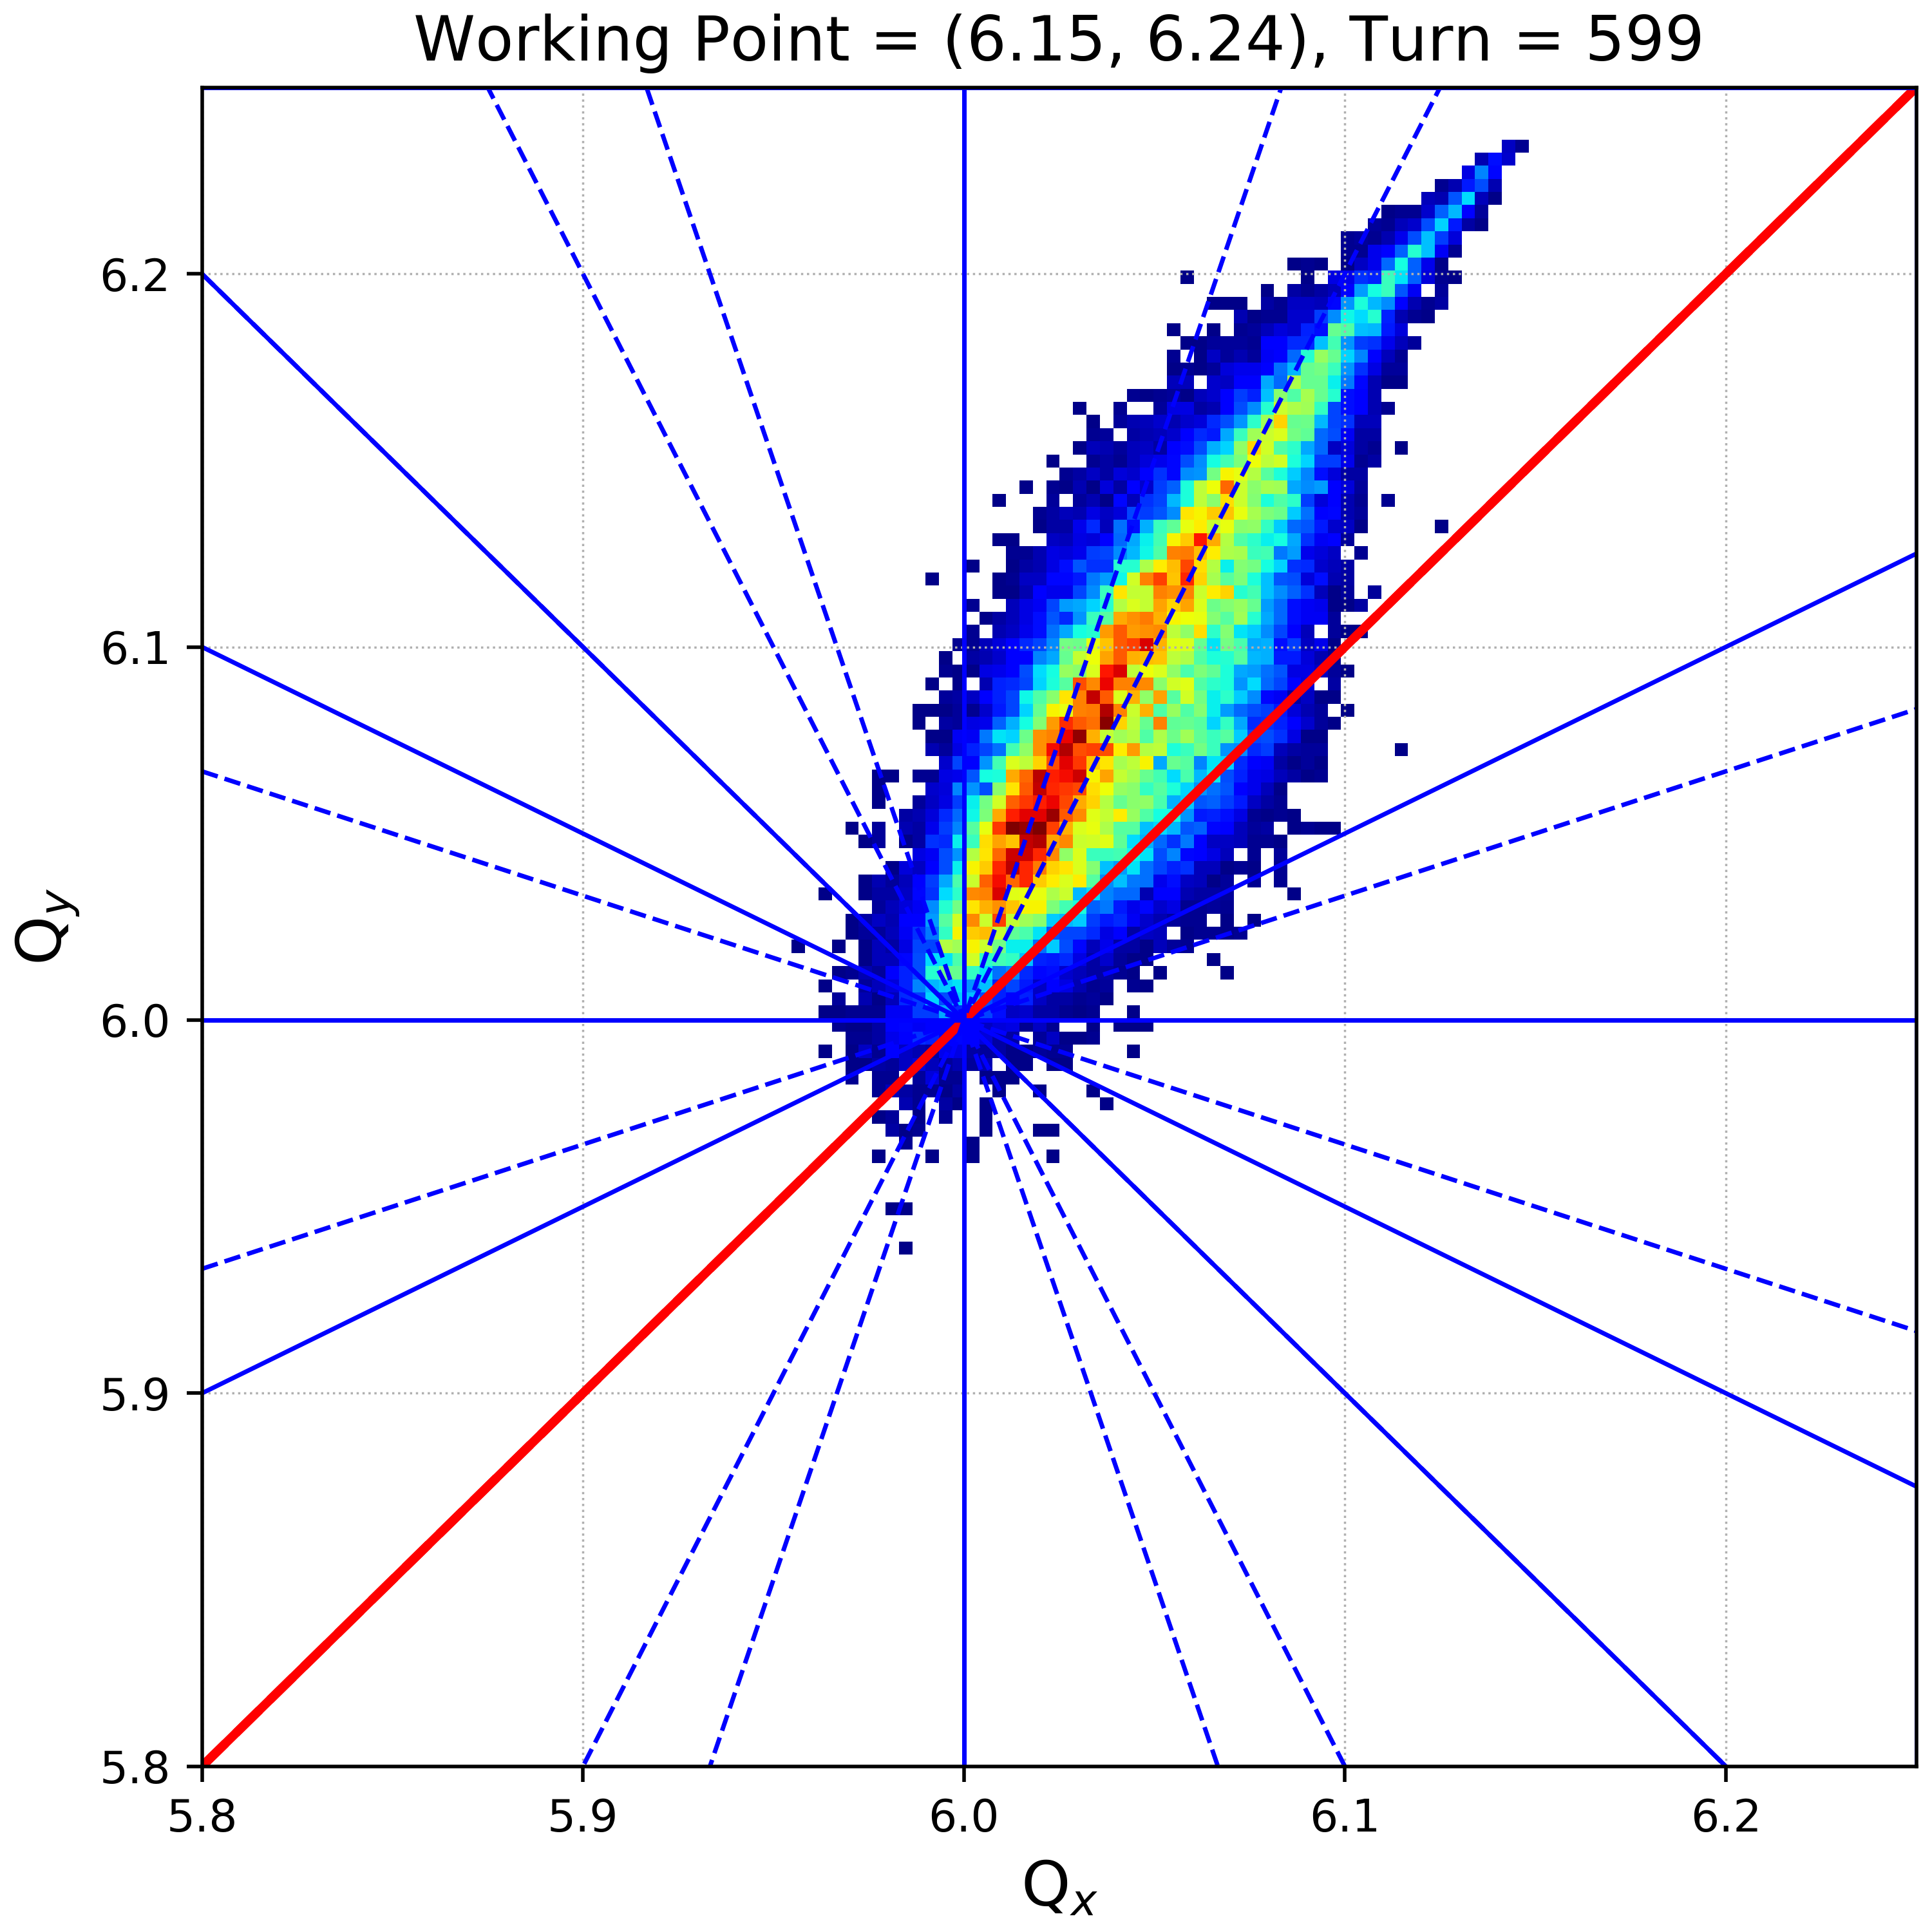 Working Point = (6.15, 6.24), Turn = 599
6.2
6.1
6.0
5.9
5.8
Qy
5.8 5.9 6.0 6.1 6.2
Qx